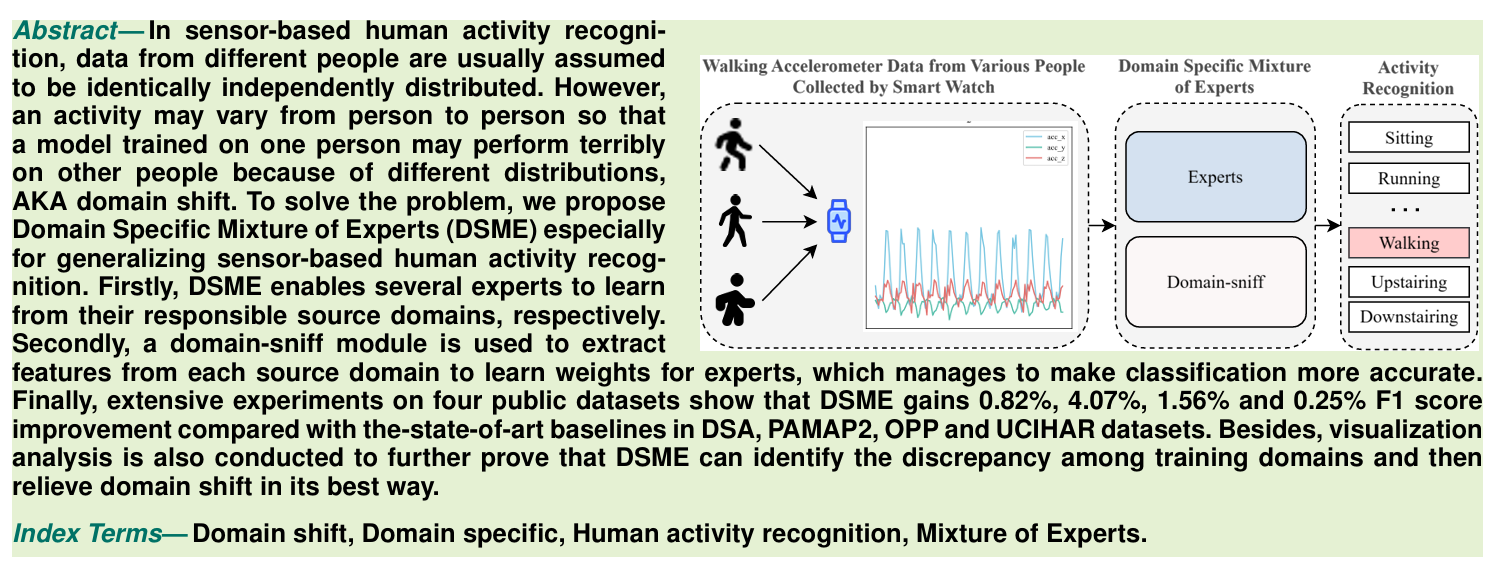 Abstract— In sensor-based human activity recogni-
tion, data from different people are usually assumed
to be identically independently distributed. However,
an activity may vary from person to person so that
a model trained on one person may perform terribly
on other people because of different distributions,
AKA domain shift. To solve the problem, we propose
Domain Specific Mixture of Experts (DSME) especially
for generalizing sensor-based human activity recog-
nition. Firstly, DSME enables several experts to learn
from their responsible source domains, respectively.
Secondly, a domain-sniff module is used to extract
Walking Accelerometer Data from Various People
Collected by Smart Watch
acc_x
acc_y
acc_z
Domain Specific Mixture
of Experts
Experts
Domain-sniff
Activity
Recognition
Sitting
Running
...
Walking
Upstairing
Downstairing
features from each source domain to learn weights for experts, which manages to make classification more accurate.
Finally, extensive experiments on four public datasets show that DSME gains 0.82%, 4.07%, 1.56% and 0.25% F1 score
improvement compared with the-state-of-art baselines in DSA, PAMAP2, OPP and UCIHAR datasets. Besides, visualization
analysis is also conducted to further prove that DSME can identify the discrepancy among training domains and then
relieve domain shift in its best way.
Index Terms— Domain shift, Domain specific, Human activity recognition, Mixture of Experts.